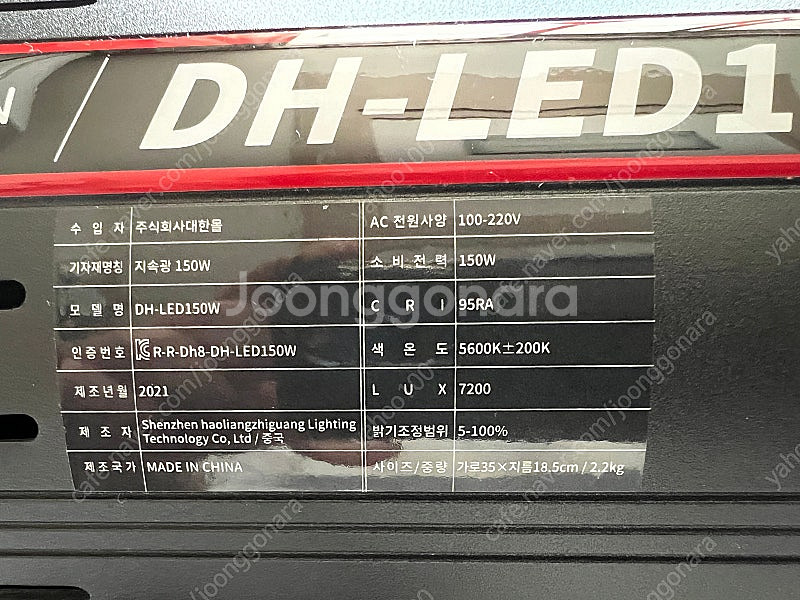 N / DH-LED1
수 입 자 주식회사대한몰 AC 전원사양 100-220V
기자재명칭 지속광 150W 소 비 전 력 150W
모 델 명 DH-LED150W C R I 95RA
인증번호 R-R-Dh8-DH-LED150W 색 온 도 5600K±200K
제조년월 2021 L U X 7200
제 조 자 Shenzhen haoliangzhiguang Lighting
Technology Co, Ltd / 중국 밝기조정범위 5-100%
제조국가 MADE IN CHINA 사이즈/중량 가로35×지름18.5cm / 2.2kg
Joonggonara
cafe.naver.com/joonggonara